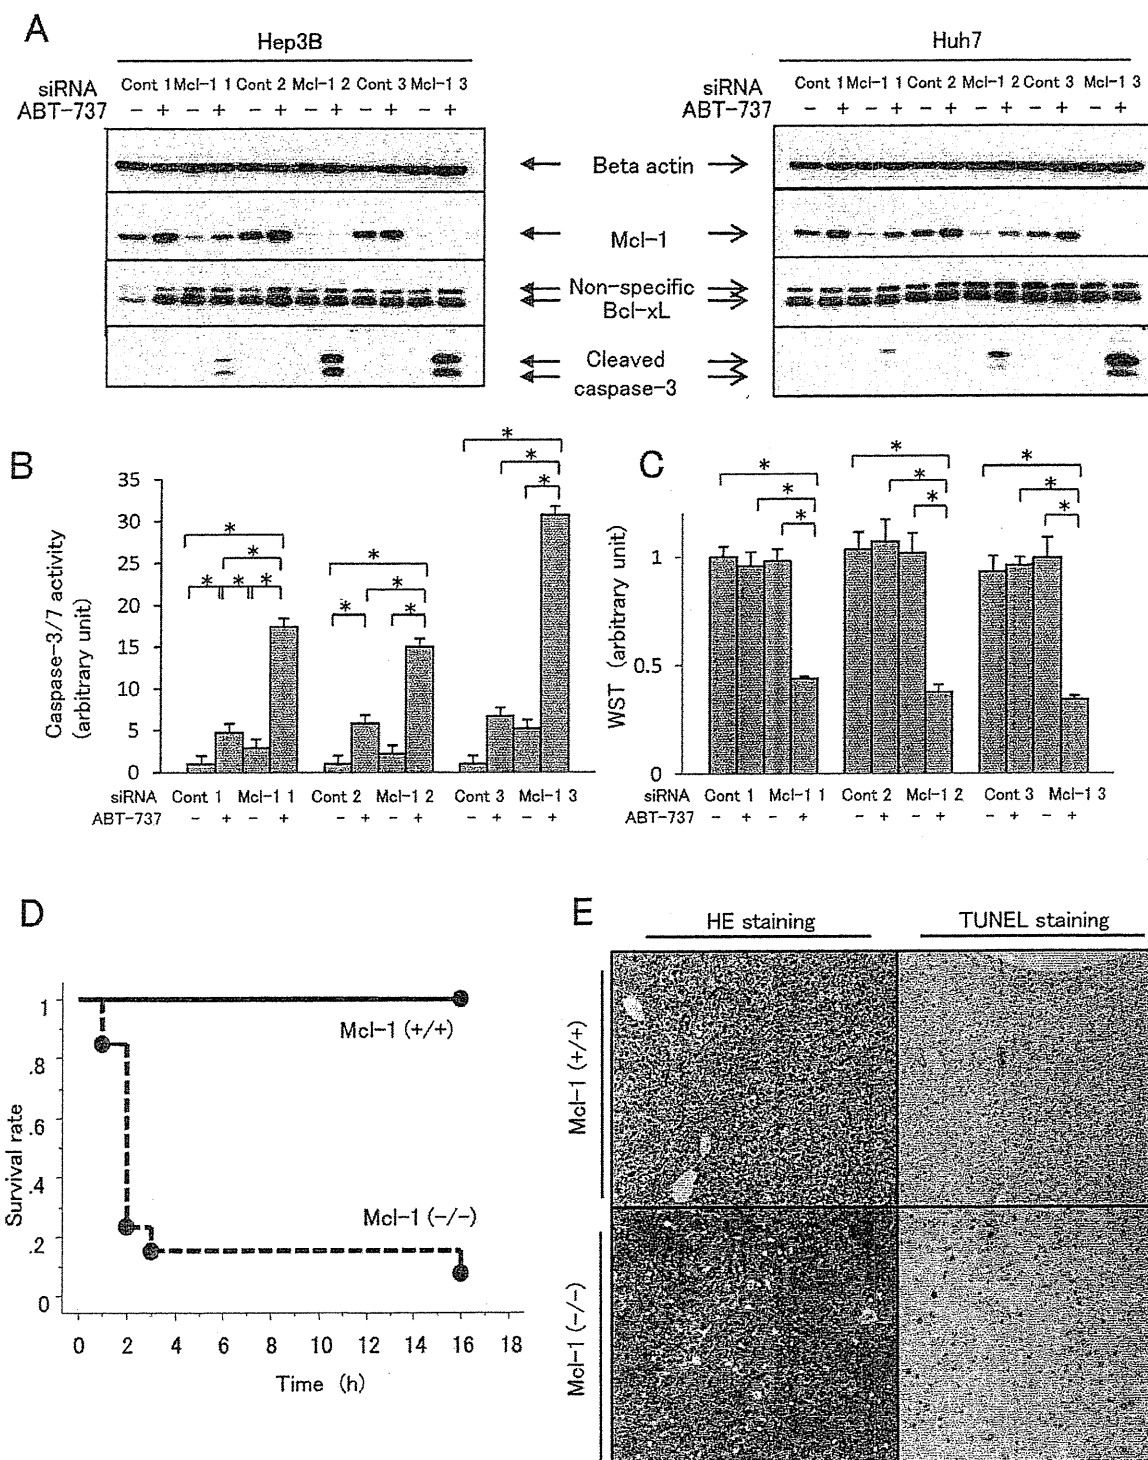 A
Hep3B
Huh7
siRNA Cont 1 Mcl-1 1 Cont 2 Mcl-1 2 Cont 3 Mcl-1 3
siRNA Cont 1 Mcl-1 1 Cont 2 Mcl-1 2 Cont 3 Mcl-1 3
ABT-737 − + − + − + − + − + − +
ABT-737 − + − + − + − + − + − +
Beta actin
Mcl-1
Non-specific
Bcl-xL
Cleaved
caspase-3
B
Caspase-3/7 activity
(arbitrary unit)
35
30
25
20
15
10
5
0
* * * * *
* * * *
* * *
siRNA Cont 1 Mcl-1 1 Cont 2 Mcl-1 2 Cont 3 Mcl-1 3
ABT-737 − + − + − + − + − + − +
C
WST (arbitrary unit)
1
0.5
0
* * *
* * *
* * *
siRNA Cont 1 Mcl-1 1 Cont 2 Mcl-1 2 Cont 3 Mcl-1 3
ABT-737 − + − + − + − + − + − +
D
Survival rate
1
.8
.6
.4
.2
0
Mcl-1 (+/+)
Mcl-1 (-/-)
0 2 4 6 8 10 12 14 16 18
Time (h)
E
HE staining
TUNEL staining
Mcl-1 (+/+)
Mcl-1 (-/-)